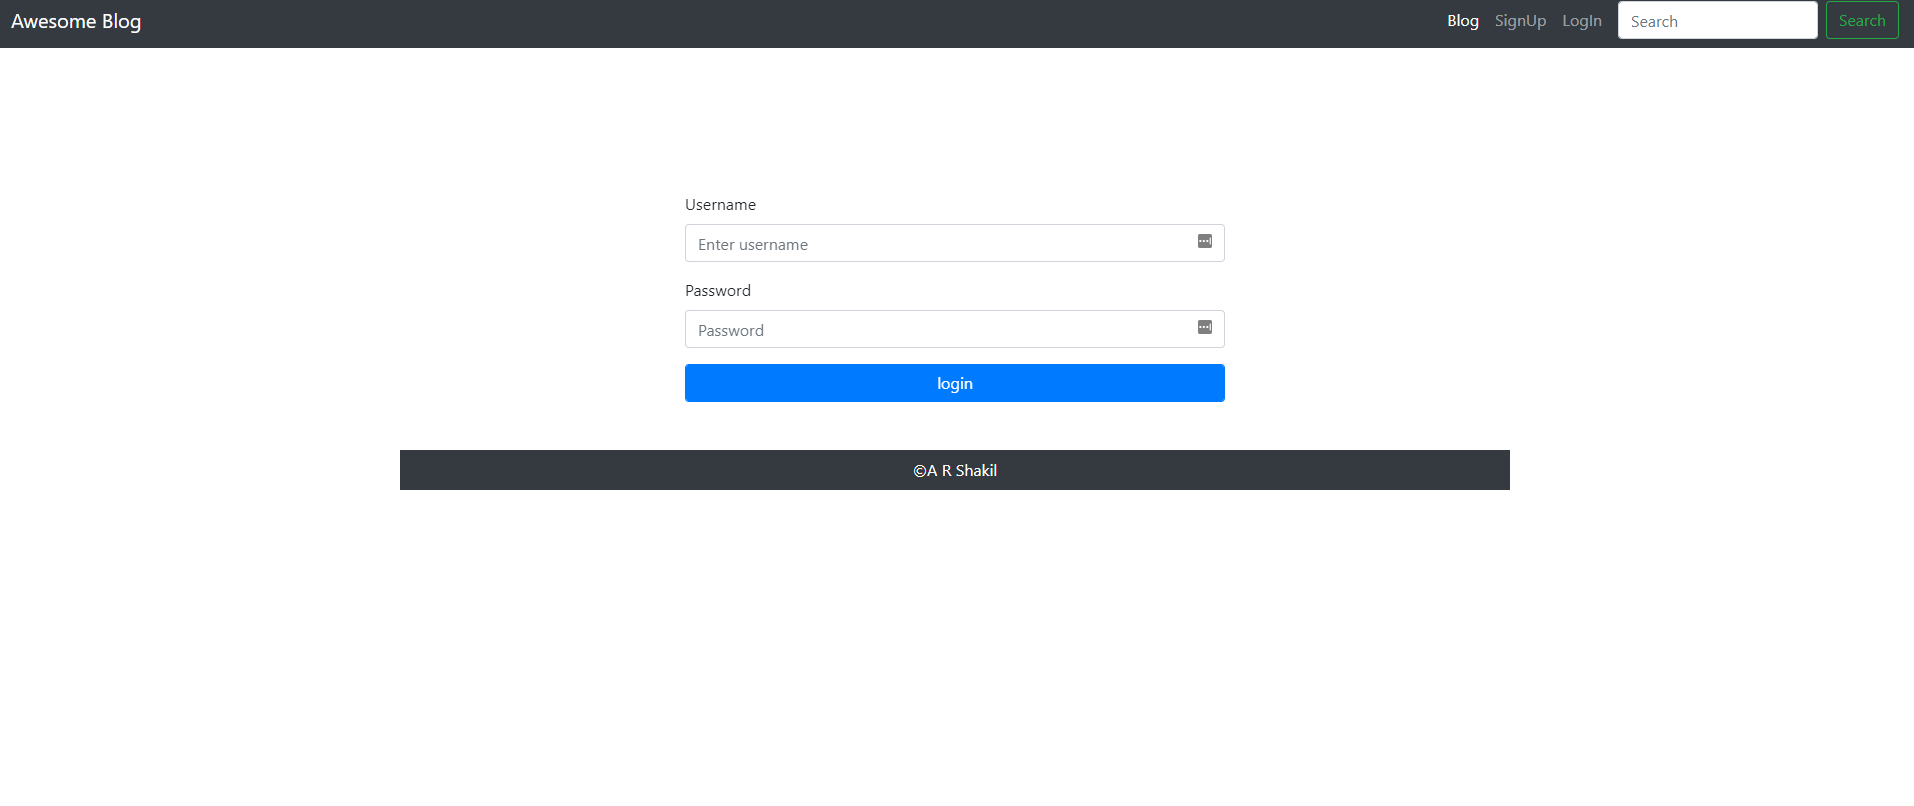 Awesome Blog Blog SignUp LogIn Search Search
Username
Enter username
Password
Password
login
©A R Shakil